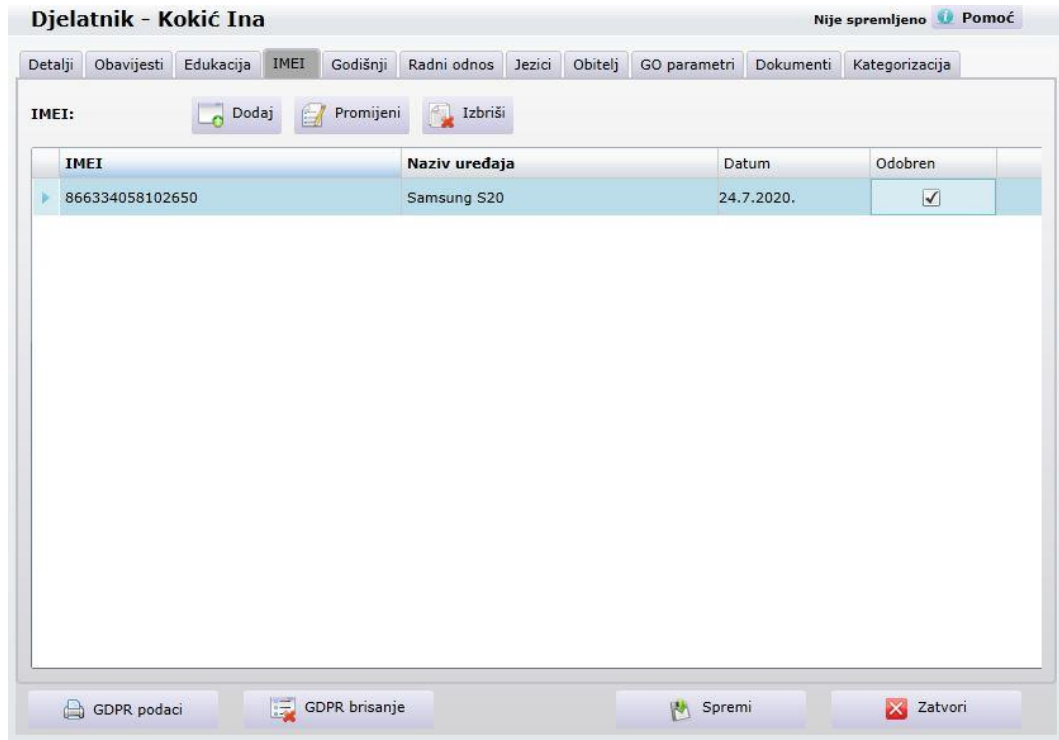 Djelatnik - Kokić Ina Nije spremljeno Pomoć
Detalji Obavijesti Edukacija IMEI Godišnji Radni odnos Jezici Obitelj GO parametri Dokumenti Kategorizacija
IMEI: Dodaj Promijeni Izbriši
IMEI Naziv uređaja Datum Odobren
866334058102650 Samsung S20 24.7.2020.
GDPR podaci GDPR brisanje Spremi Zatvori